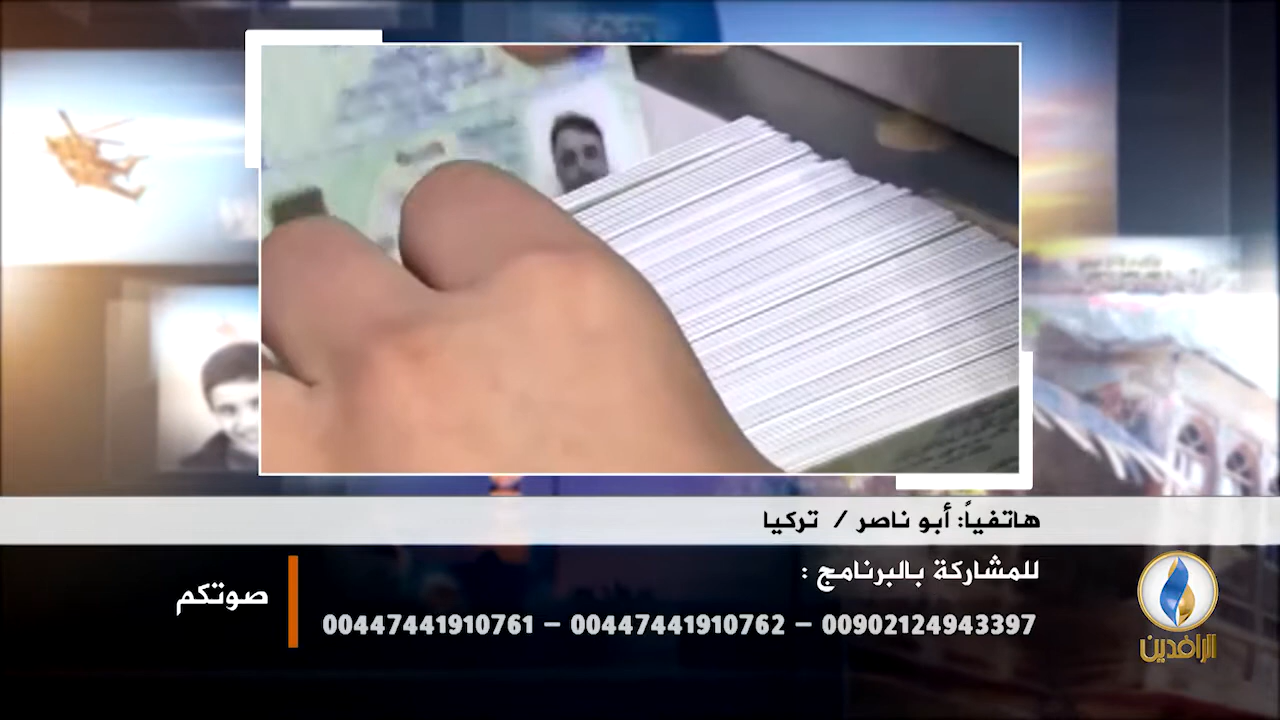 هاتفياً: أبو ناصر / تركيا
للمشاركة بالبرنامج :
صوتكم
00447441910761 – 00447441910762 – 00902124943397
الرافدين